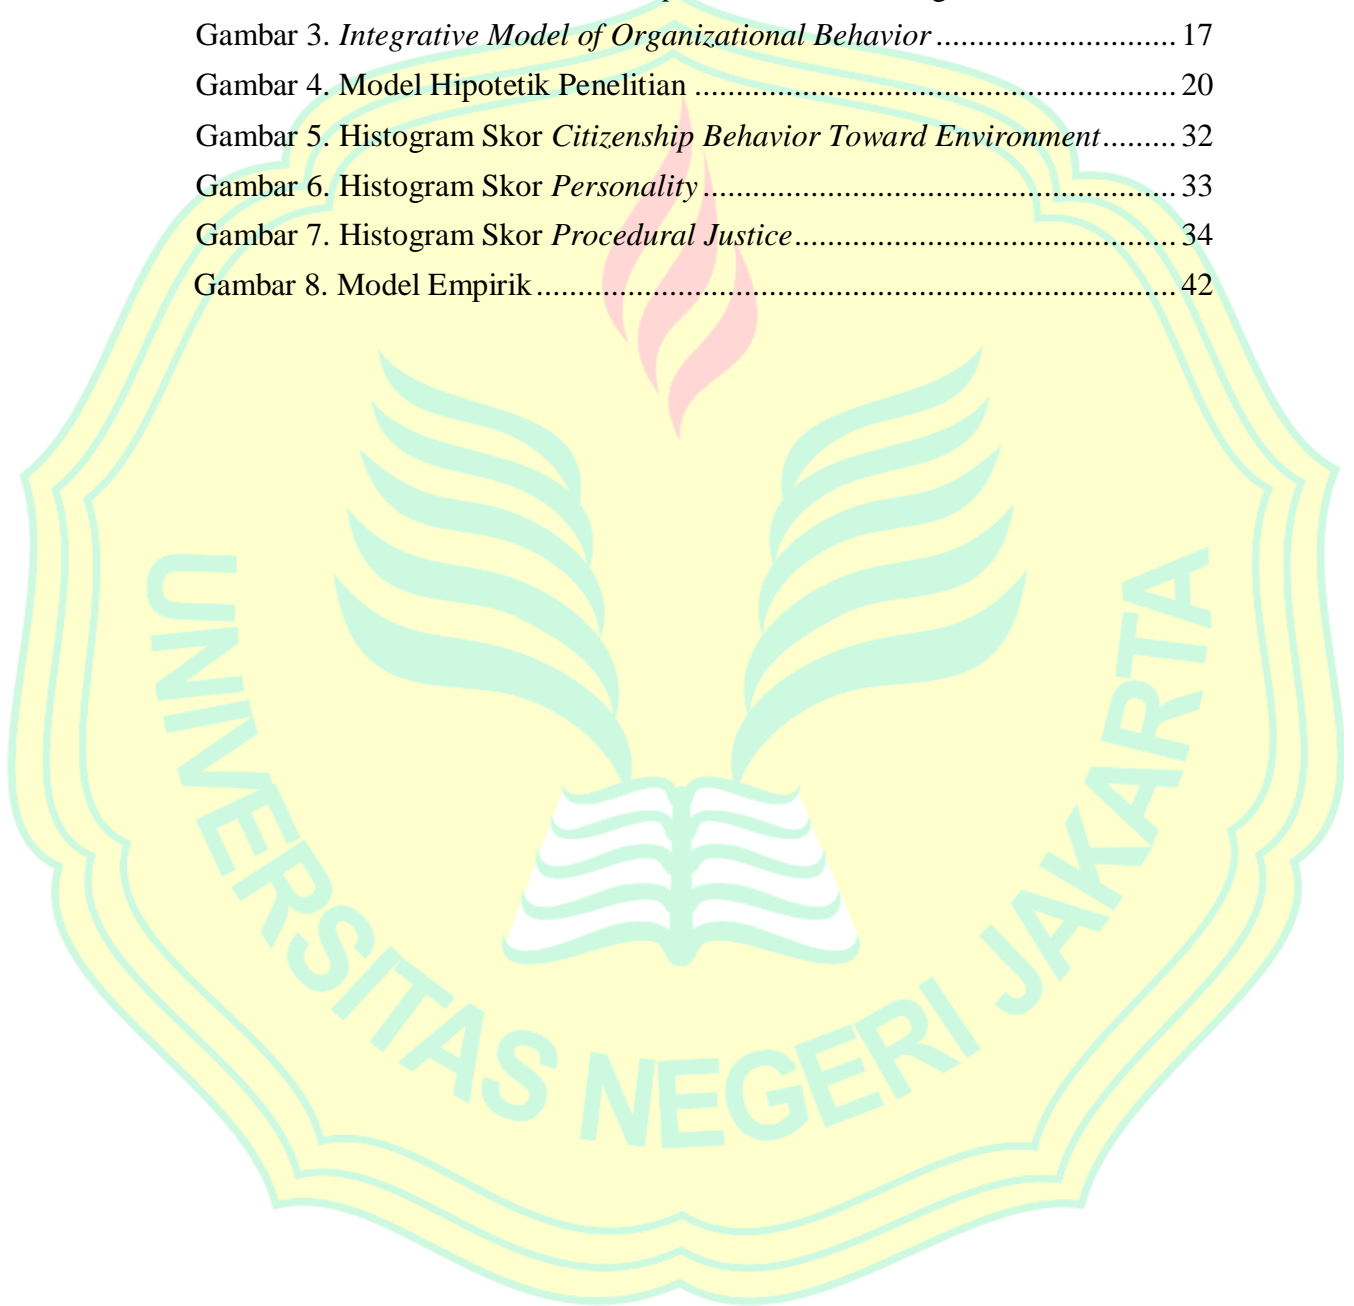 Gambar 3. Integrative Model of Organizational Behavior ............................ 17
Gambar 4. Model Hipotetik Penelitian ........................................................ 20
Gambar 5. Histogram Skor Citizenship Behavior Toward Environment ......... 32
Gambar 6. Histogram Skor Personality ....................................................... 33
Gambar 7. Histogram Skor Procedural Justice ............................................. 34
Gambar 8. Model Empirik ........................................................................... 42
UNIVERSITAS NEGERI JAKARTA